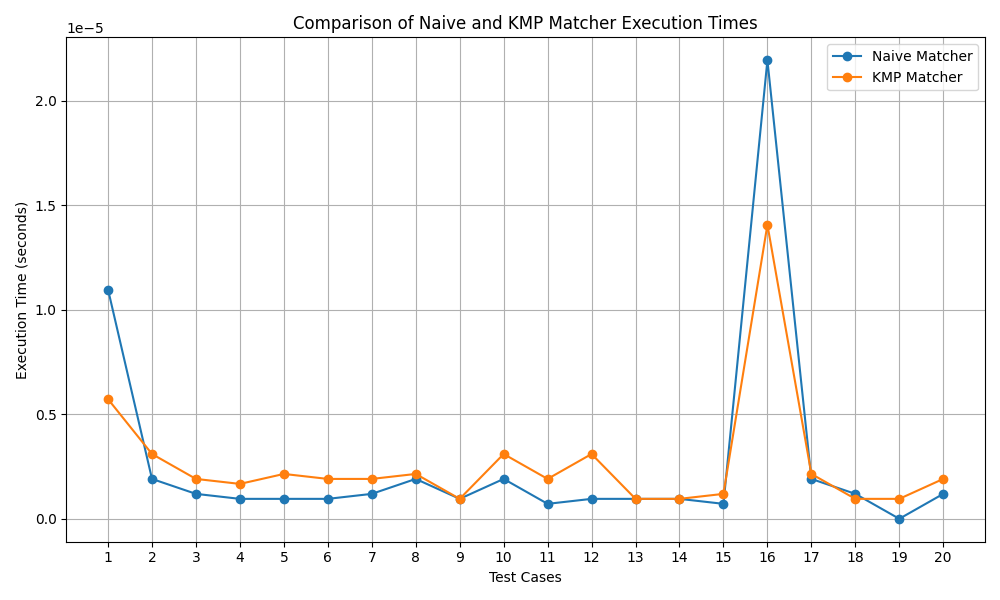 Comparison of Naive and KMP Matcher Execution Times
1e−5
Naive Matcher
KMP Matcher
2.0
1.5
1.0
0.5
0.0
Execution Time (seconds)
1 2 3 4 5 6 7 8 9 10 11 12 13 14 15 16 17 18 19 20
Test Cases